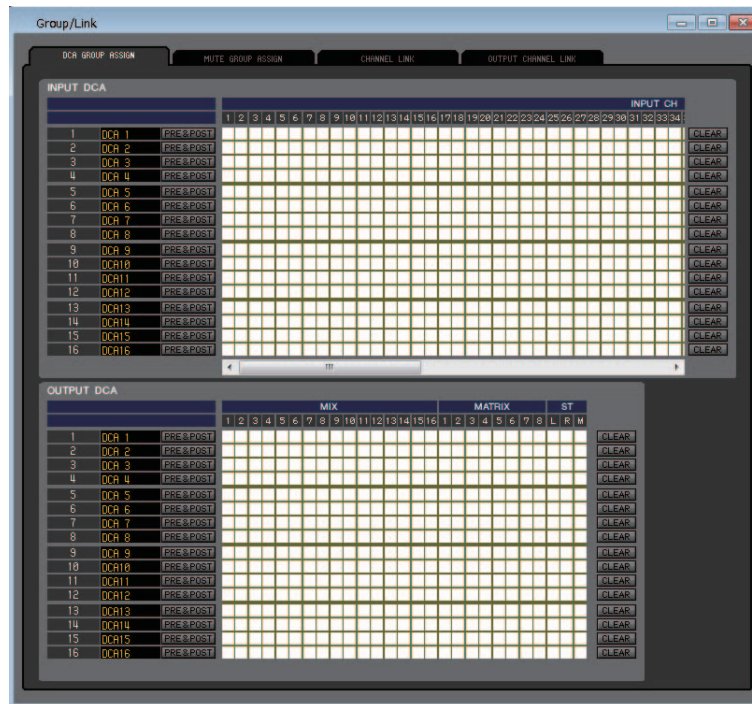 Group/Link
DCA GROUP ASSIGN MUTE GROUP ASSIGN CHANNEL LINK OUTPUT CHANNEL LINK
INPUT DCA
INPUT CH
1 2 3 4 5 6 7 8 9 10 11 12 13 14 15 16 17 18 19 20 21 22 23 24 25 26 27 28 29 30 31 32 33 34
1 DCA 1 PRE&POST CLEAR
2 DCA 2 PRE&POST CLEAR
3 DCA 3 PRE&POST CLEAR
4 DCA 4 PRE&POST CLEAR
5 DCA 5 PRE&POST CLEAR
6 DCA 6 PRE&POST CLEAR
7 DCA 7 PRE&POST CLEAR
8 DCA 8 PRE&POST CLEAR
9 DCA 9 PRE&POST CLEAR
10 DCA10 PRE&POST CLEAR
11 DCA11 PRE&POST CLEAR
12 DCA12 PRE&POST CLEAR
13 DCA13 PRE&POST CLEAR
14 DCA14 PRE&POST CLEAR
15 DCA15 PRE&POST CLEAR
16 DCA16 PRE&POST CLEAR
OUTPUT DCA
MIX MATRIX ST
1 2 3 4 5 6 7 8 9 10 11 12 13 14 15 16 1 2 3 4 5 6 7 8 L R M
1 DCA 1 PRE&POST CLEAR
2 DCA 2 PRE&POST CLEAR
3 DCA 3 PRE&POST CLEAR
4 DCA 4 PRE&POST CLEAR
5 DCA 5 PRE&POST CLEAR
6 DCA 6 PRE&POST CLEAR
7 DCA 7 PRE&POST CLEAR
8 DCA 8 PRE&POST CLEAR
9 DCA 9 PRE&POST CLEAR
10 DCA10 PRE&POST CLEAR
11 DCA11 PRE&POST CLEAR
12 DCA12 PRE&POST CLEAR
13 DCA13 PRE&POST CLEAR
14 DCA14 PRE&POST CLEAR
15 DCA15 PRE&POST CLEAR
16 DCA16 PRE&POST CLEAR